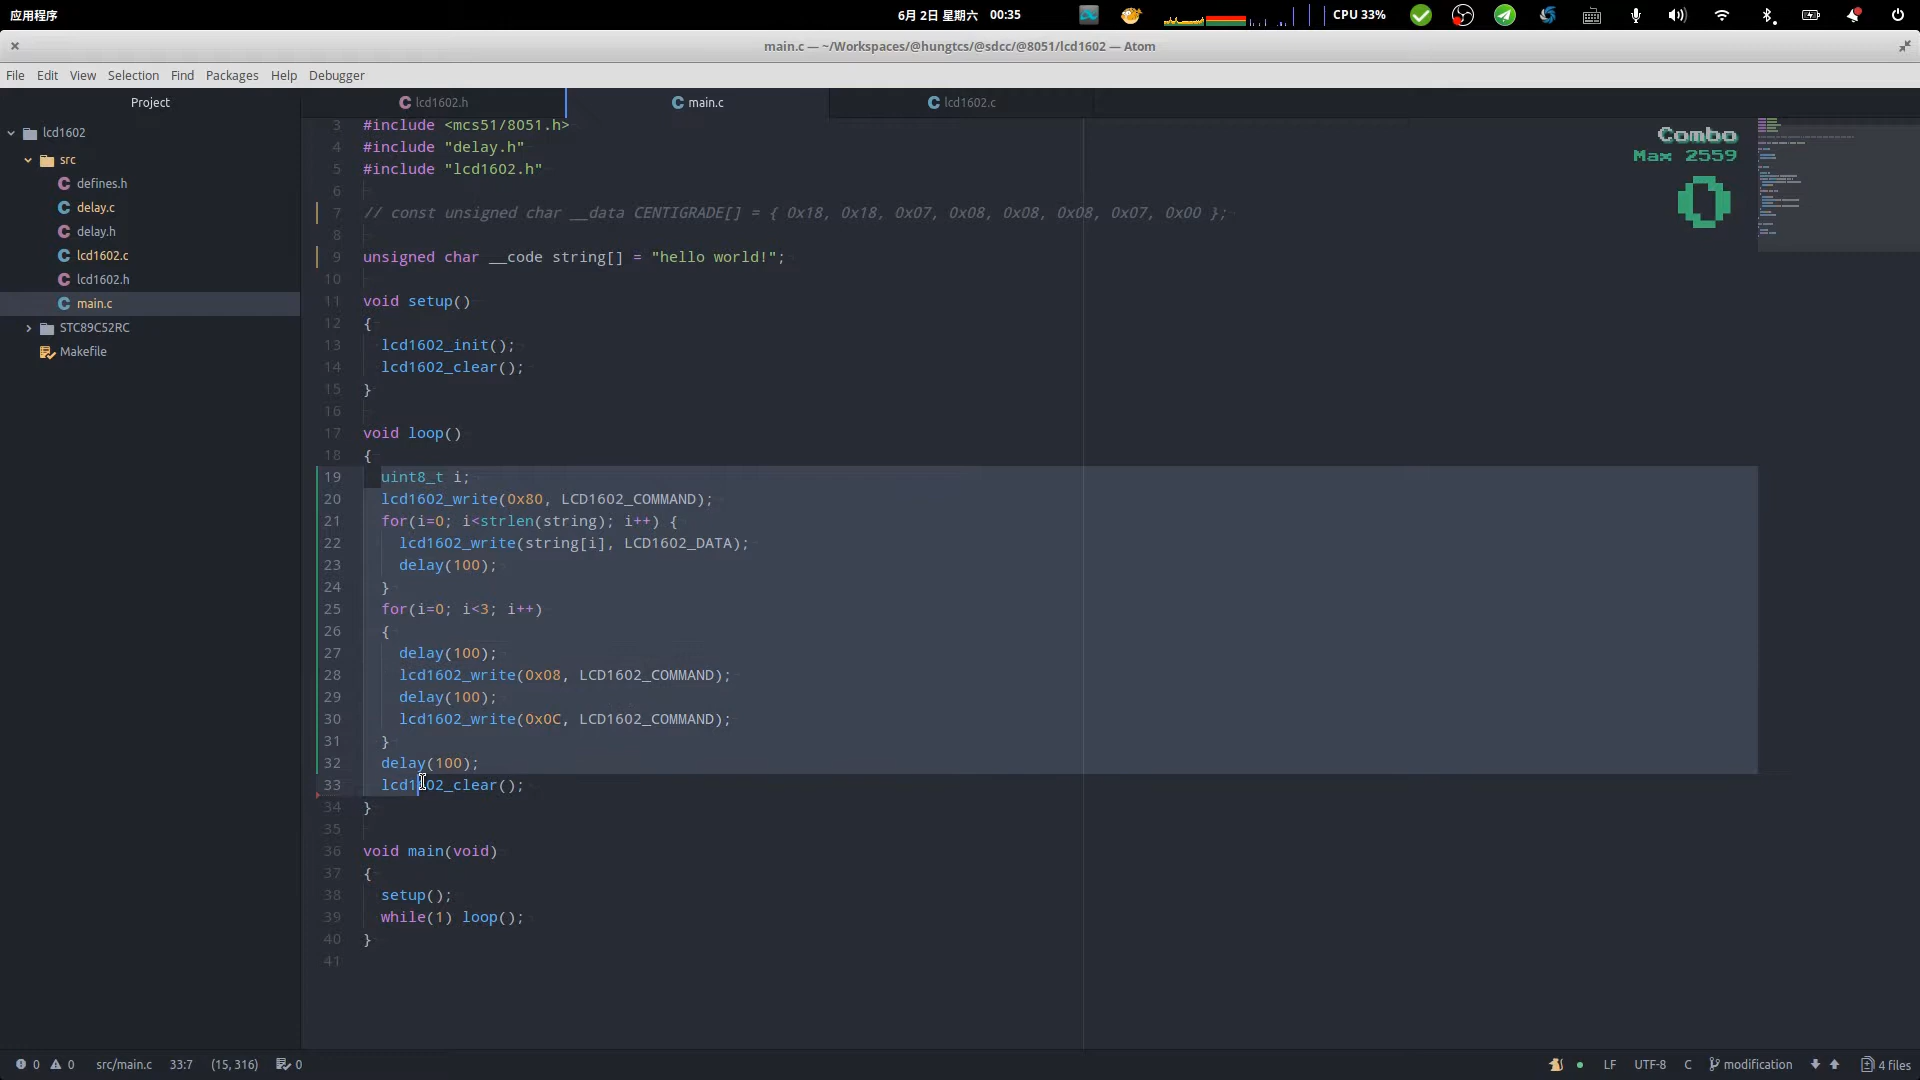 应用程序
6月 2日 星期六 00:35
CPU 33%
main.c — ~/Workspaces/@hungtcs/@sdcc/@8051/lcd1602 — Atom
File Edit View Selection Find Packages Help Debugger
Project
lcd1602
src
defines.h
delay.c
delay.h
lcd1602.c
lcd1602.h
main.c
STC89C52RC
Makefile
lcd1602.h main.c lcd1602.c
Combo
Max 2559
0
3 #include <mcs51/8051.h>
4 #include "delay.h"
5 #include "lcd1602.h"
6
7 // const unsigned char __data CENTIGRADE[] = { 0x18, 0x18, 0x07, 0x08, 0x08, 0x08, 0x07, 0x00 };
8
9 unsigned char __code string[] = "hello world!";
10
11 void setup()
12 {
13 lcd1602_init();
14 lcd1602_clear();
15 }
16
17 void loop()
18 {
19 uint8_t i;
20 lcd1602_write(0x80, LCD1602_COMMAND);
21 for(i=0; i<strlen(string); i++) {
22 lcd1602_write(string[i], LCD1602_DATA);
23 delay(100);
24 }
25 for(i=0; i<3; i++)
26 {
27 delay(100);
28 lcd1602_write(0x08, LCD1602_COMMAND);
29 delay(100);
30 lcd1602_write(0x0C, LCD1602_COMMAND);
31 }
32 delay(100);
33 lcd1602_clear();
34 }
35
36 void main(void)
37 {
38 setup();
39 while(1) loop();
40 }
41
0 0 src/main.c 33:7 (15, 316) 0
LF UTF-8 C modification 4 files